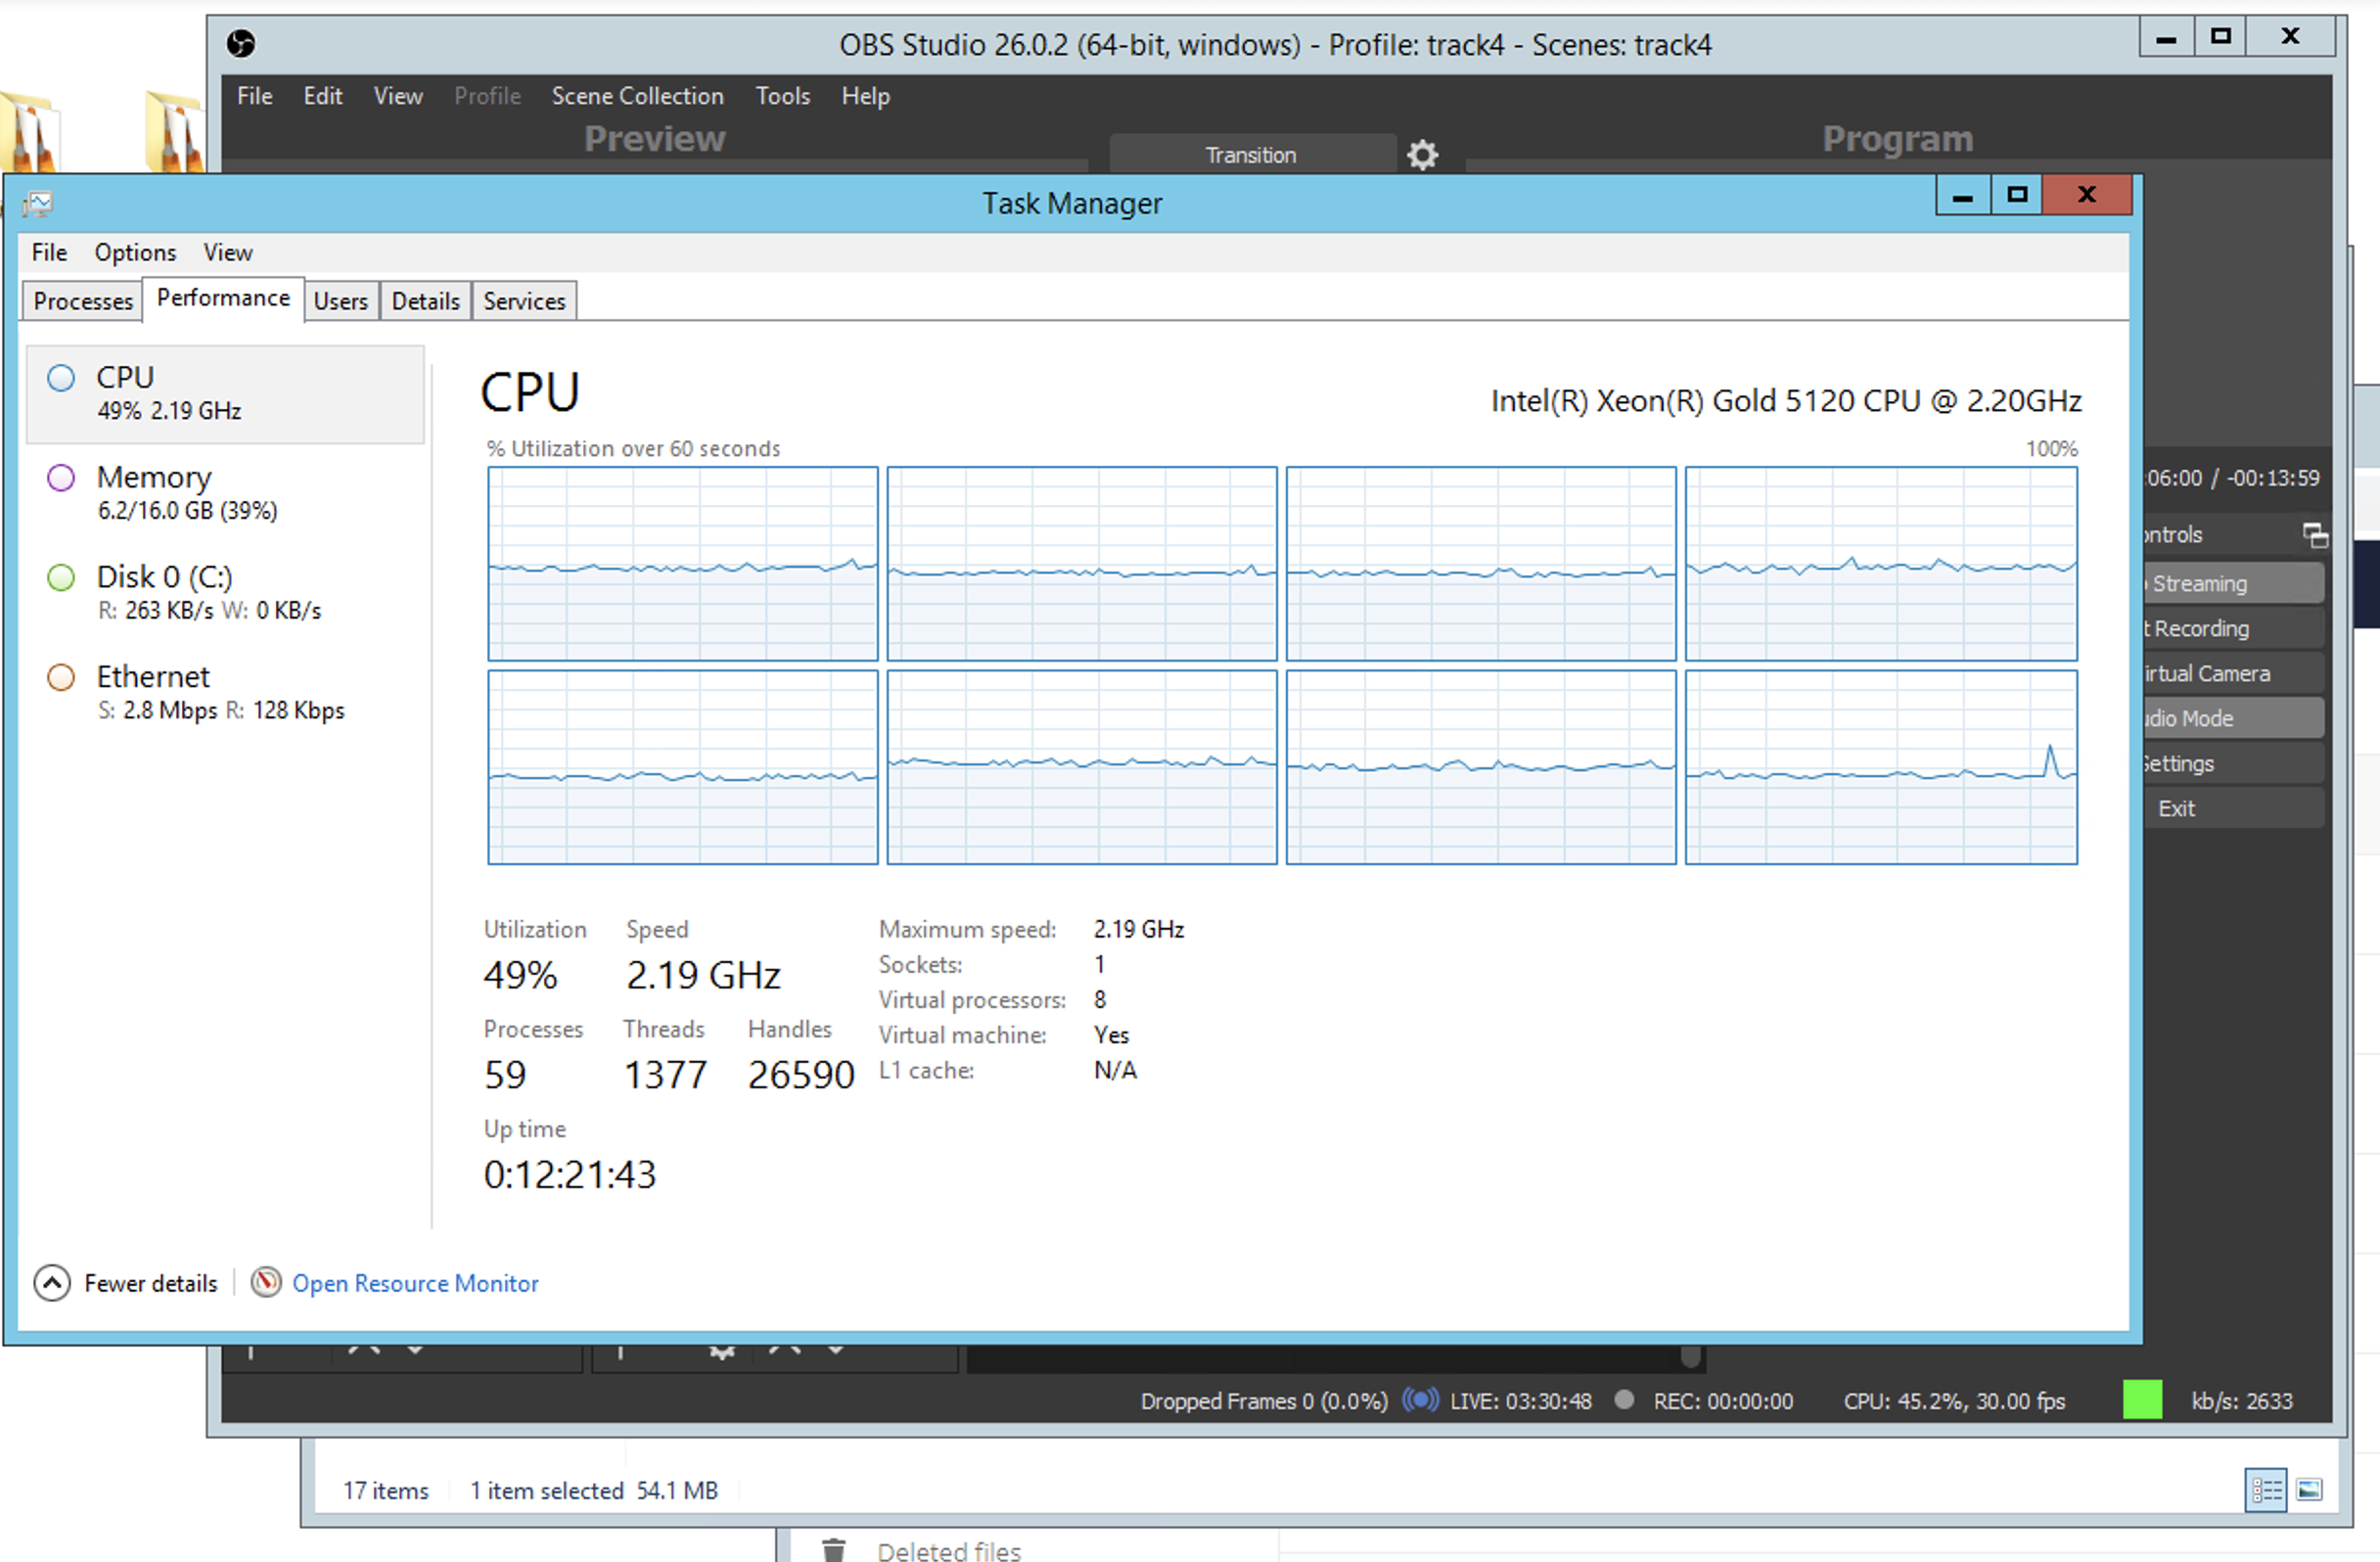 OBS Studio 26.0.2 (64-bit, windows) - Profile: track4 - Scenes: track4
File Edit View Profile Scene Collection Tools Help
Preview
Transition
Program
Task Manager
File Options View
Processes Performance Users Details Services
CPU
49% 2.19 GHz
Memory
6.2/16.0 GB (39%)
Disk 0 (C:)
R: 263 KB/s W: 0 KB/s
Ethernet
S: 2.8 Mbps R: 128 Kbps
CPU
Intel(R) Xeon(R) Gold 5120 CPU @ 2.20GHz
% Utilization over 60 seconds
100%
Utilization Speed
49% 2.19 GHz
Processes Threads Handles
59 1377 26590
Up time
0:12:21:43
Maximum speed: 2.19 GHz
Sockets: 1
Virtual processors: 8
Virtual machine: Yes
L1 cache: N/A
Fewer details
Open Resource Monitor
:06:00 / -00:13:59
ontrols
Streaming
t Recording
irtual Camera
dio Mode
Settings
Exit
Dropped Frames 0 (0.0%) LIVE: 03:30:48 REC: 00:00:00 CPU: 45.2%, 30.00 fps kb/s: 2633
17 items 1 item selected 54.1 MB
Deleted files